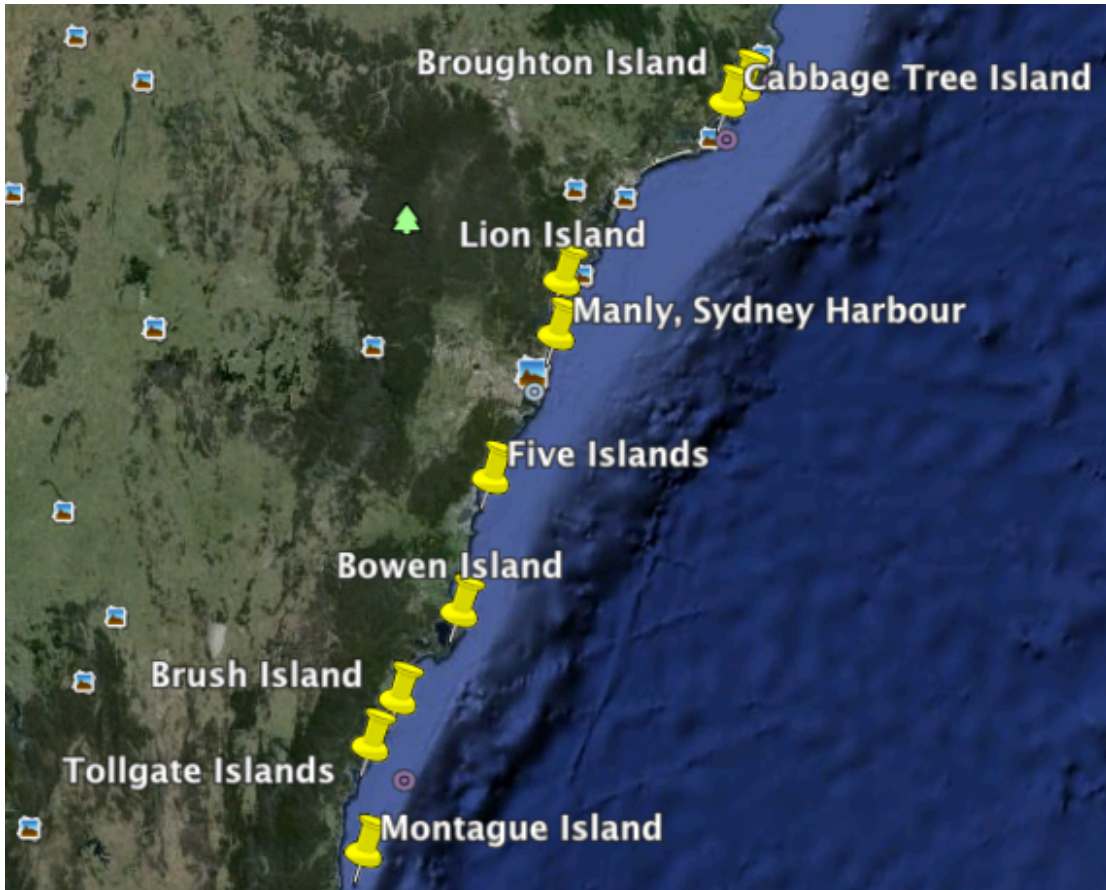 Broughton Island
Cabbage Tree Island
Lion Island
Manly, Sydney Harbour
Five Islands
Bowen Island
Brush Island
Tollgate Islands
Montague Island